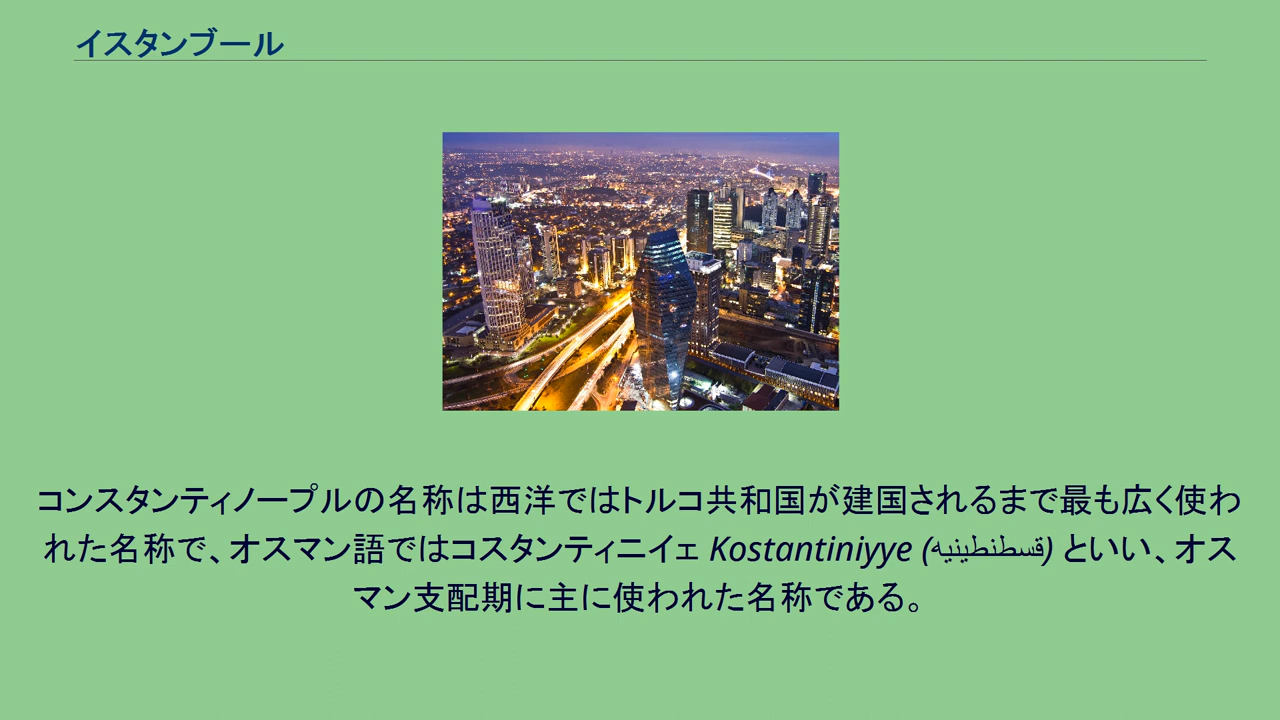 イスタンブール
コンスタンティノープルの名称は西洋ではトルコ共和国が建国されるまで最も広く使わ
れた名称で、オスマン語ではコスタンティニイェ Kostantiniyye (قسطنطينيه) といい、オス
マン支配期に主に使われた名称である。